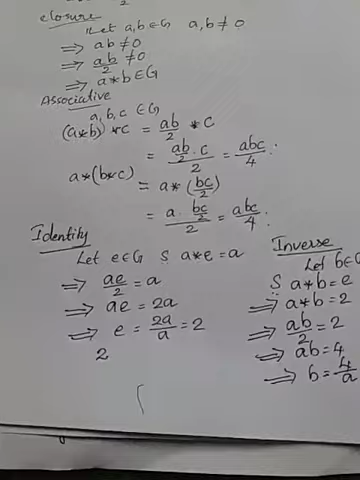 closure
Let a,b ∈ G a,b ≠ 0
⟹ ab ≠ 0
⟹ ab/2 ≠ 0
⟹ a*b ∈ G
Associative
a,b,c ∈ G
(a*b) *c = ab/2 * c
= (ab/2 . c)/2 = abc/4 .
a*(b*c) = a * (bc/2)
= (a . bc/2)/2 = abc/4 .
Identity
Let e∈G S a*e = a
⟹ ae/2 = a
⟹ ae = 2a
⟹ e = 2a/a = 2
2
Inverse
Let b∈G
S a*b = e
⟹ a*b = 2
⟹ ab/2 = 2
⟹ ab = 4
⟹ b = 4/a